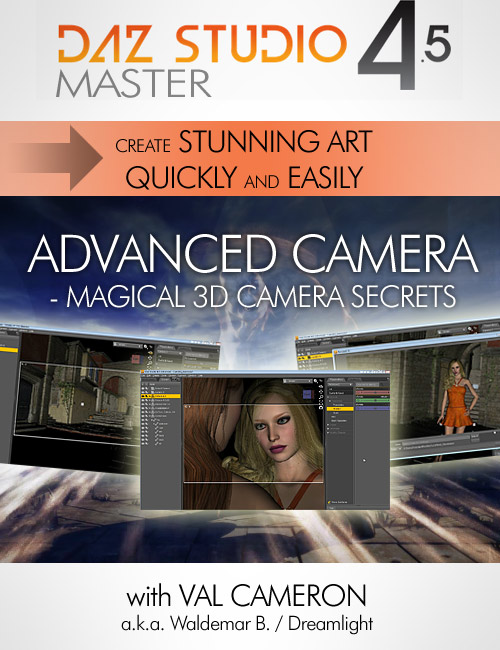 DAZ STUDIO 4.5
MASTER
CREATE STUNNING ART
QUICKLY AND EASILY
ADVANCED CAMERA
- MAGICAL 3D CAMERA SECRETS
with VAL CAMERON
a.k.a. Waldemar B. / Dreamlight